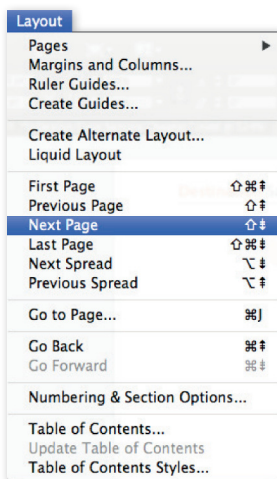 Layout
Pages ▶
Margins and Columns...
Ruler Guides...
Create Guides...
Create Alternate Layout...
Liquid Layout
First Page ⇧⌘⇞
Previous Page ⇧⇞
Next Page ⇧⇟
Last Page ⇧⌘⇟
Next Spread ⌥⇟
Previous Spread ⌥⇞
Go to Page... ⌘J
Go Back ⌘⇞
Go Forward ⌘⇟
Numbering & Section Options...
Table of Contents...
Update Table of Contents
Table of Contents Styles...